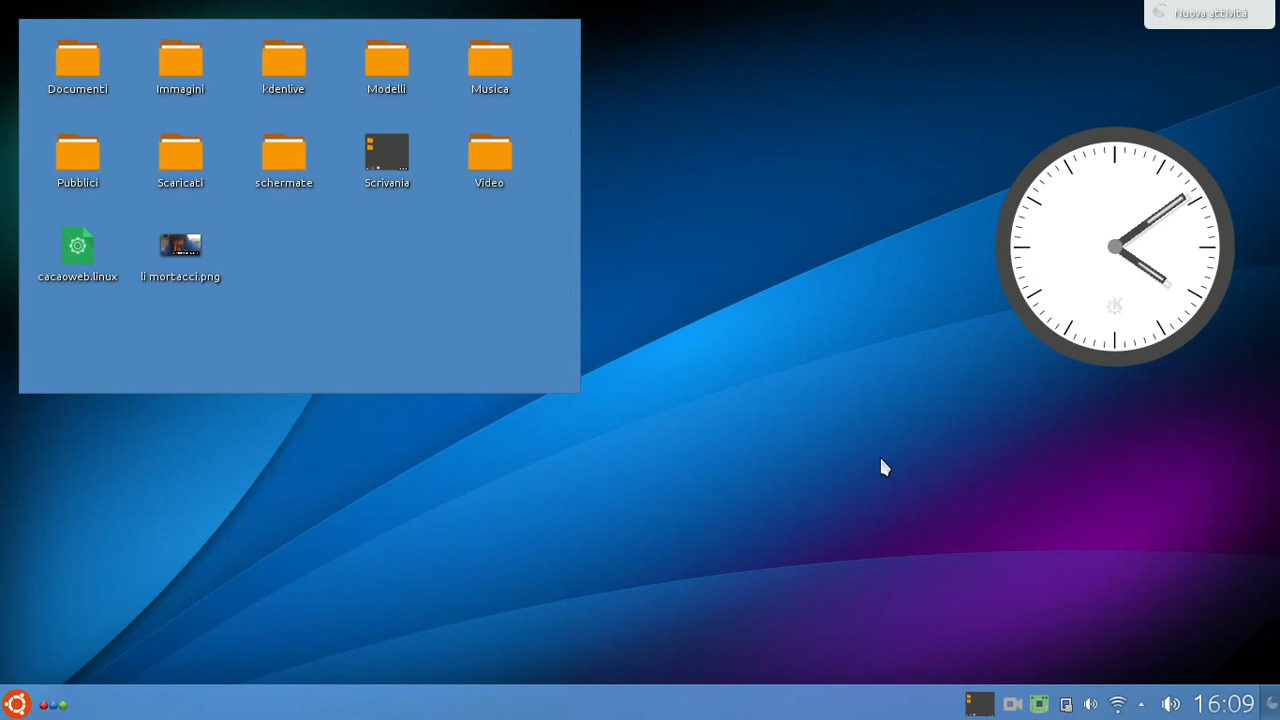 Nuova attività
Documenti
Immagini
kdenlive
Modelli
Musica
Pubblici
Scaricati
schermate
Scrivania
Video
cacaoweb.linux
li mortacci.png
16:09